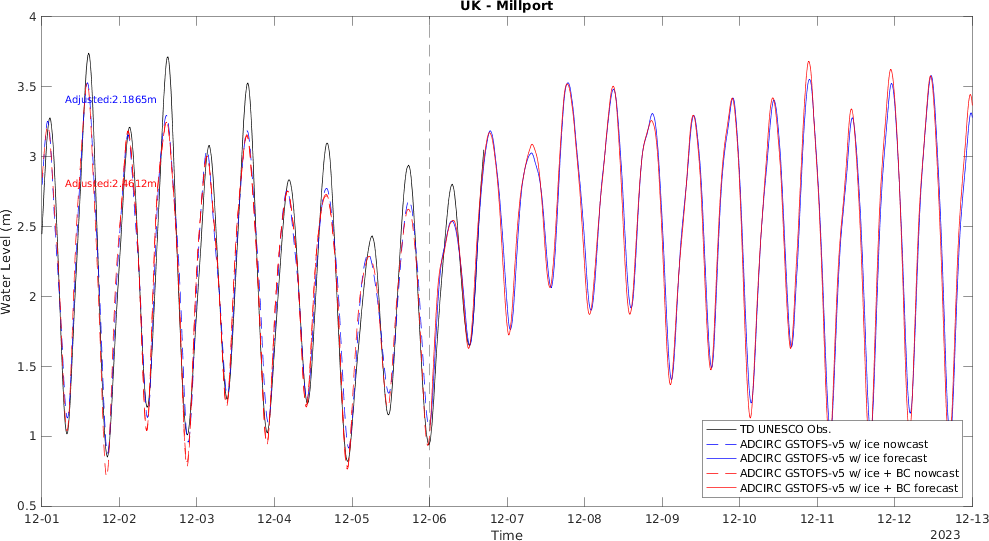 UK - Millport
4
3.5
3
2.5
2
1.5
1
0.5
Water Level (m)
Adjusted:2.1865m
Adjusted:2.4612m
TD UNESCO Obs.
ADCIRC GSTOFS-v5 w/ ice nowcast
ADCIRC GSTOFS-v5 w/ ice forecast
ADCIRC GSTOFS-v5 w/ ice + BC nowcast
ADCIRC GSTOFS-v5 w/ ice + BC forecast
12-01 12-02 12-03 12-04 12-05 12-06 12-07 12-08 12-09 12-10 12-11 12-12 12-13
Time
2023